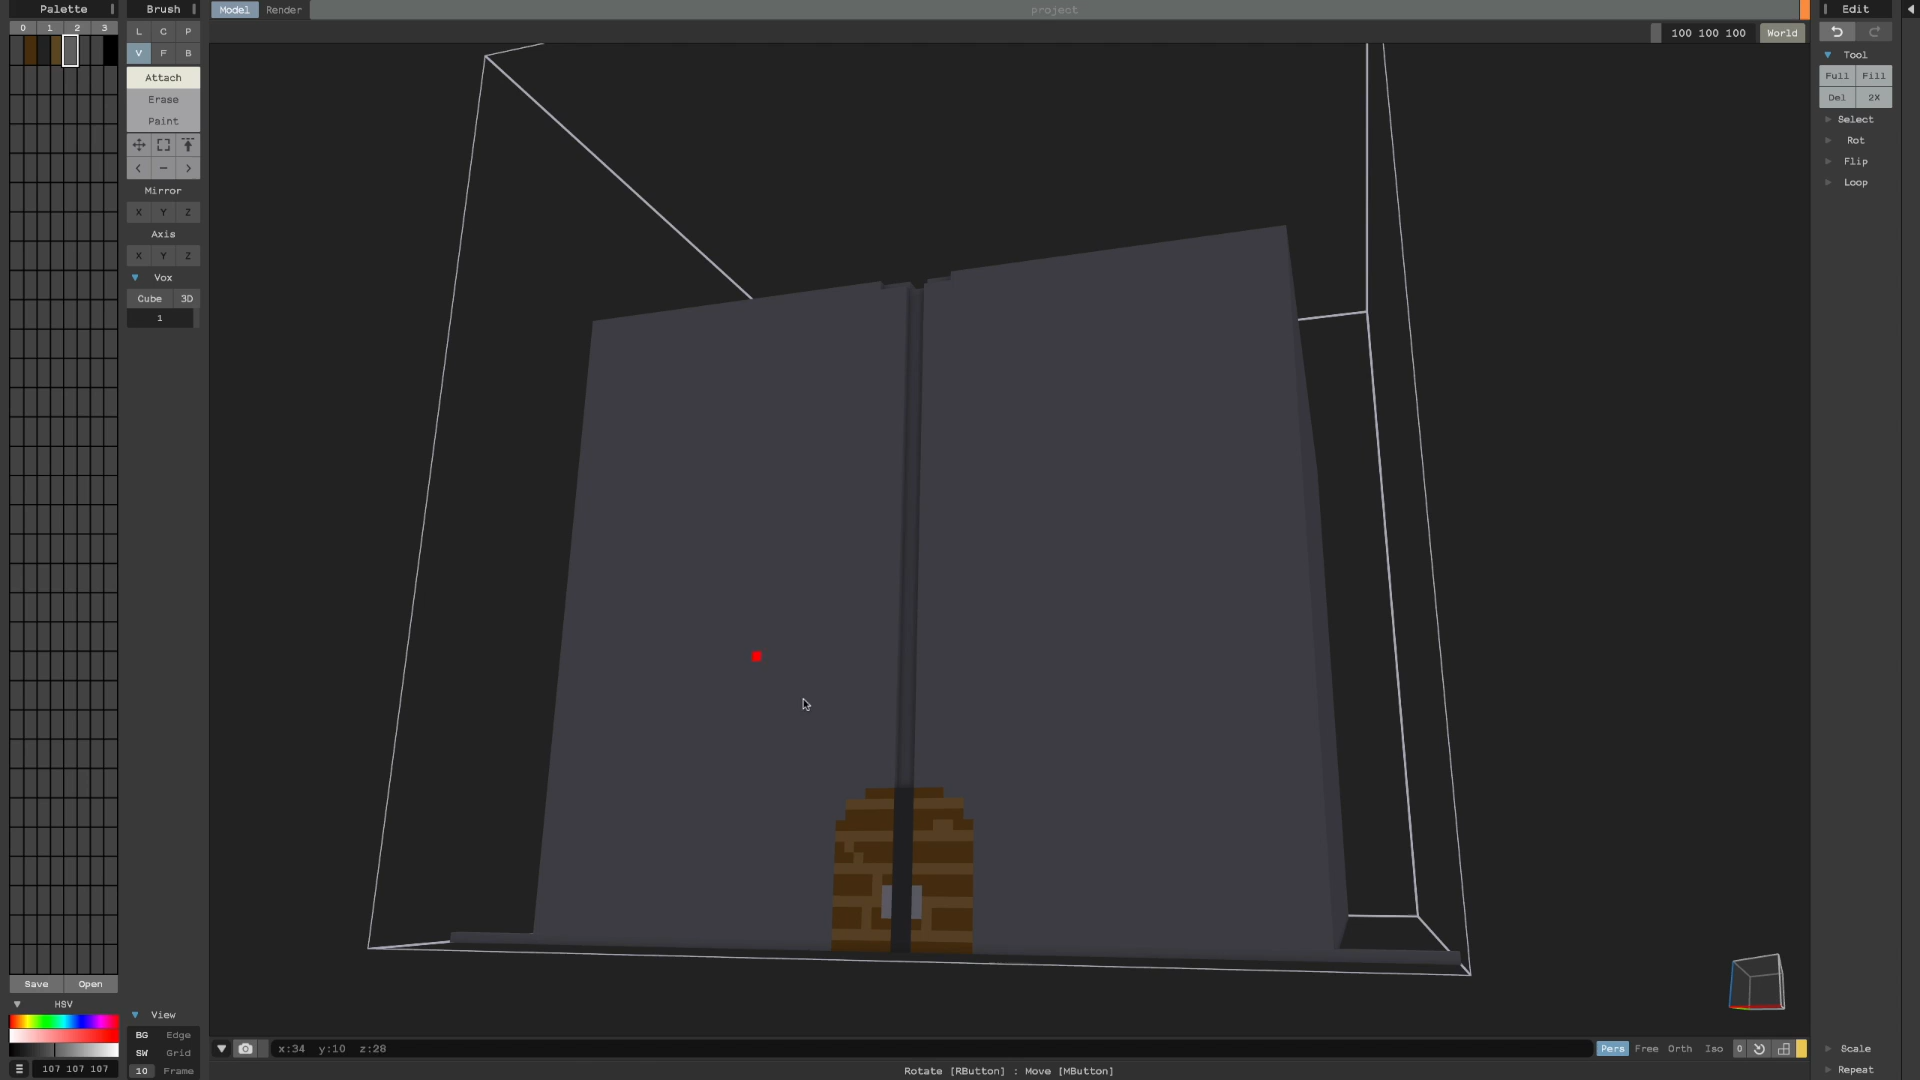 Palette
Brush
Model Render
project
Edit
0 1 2 3
L C P
100 100 100 World
V F B
Tool
Attach
Full Fill
Erase
Del 2X
Paint
Select
Rot
Flip
Loop
Mirror
X Y Z
Axis
X Y Z
Vox
Cube 3D
1
Save Open
HSV
View
BG Edge
SW Grid
10 Frame
107 107 107
x:34 y:10 z:28
Pers Free Orth Iso 0
Scale
Repeat
Rotate [RButton] : Move [MButton]